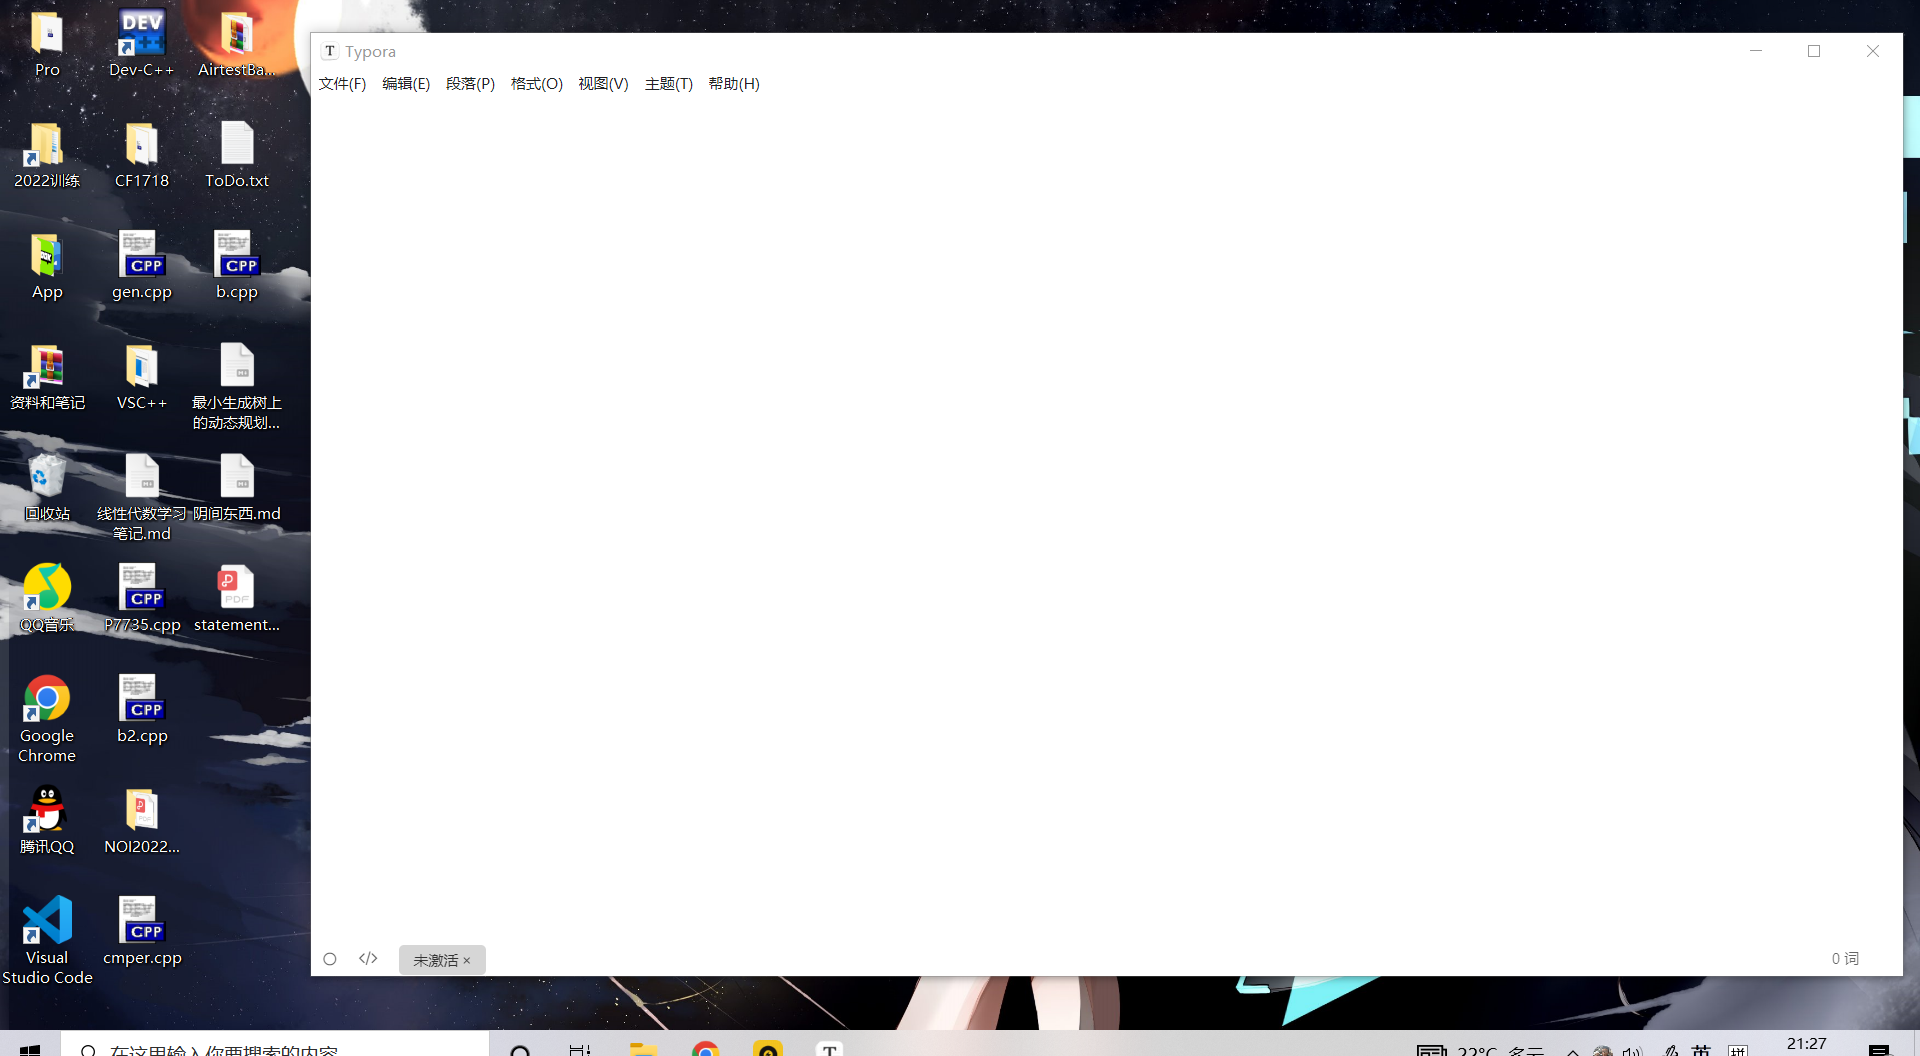 Pro
Dev-C++
AirtestBa...
2022训练
CF1718
ToDo.txt
App
gen.cpp
b.cpp
资料和笔记
VSC++
最小生成树上
的动态规划...
回收站
线性代数学习
笔记.md
阴间东西.md
QQ音乐
P7735.cpp
statement...
Google
Chrome
b2.cpp
腾讯QQ
NOI2022...
Visual
Studio Code
cmper.cpp
T Typora
文件(F) 编辑(E) 段落(P) 格式(O) 视图(V) 主题(T) 帮助(H)
</> 未激活 × 0 词
在这里输入你要搜索的内容
22°C 多云 英 拼 21:27